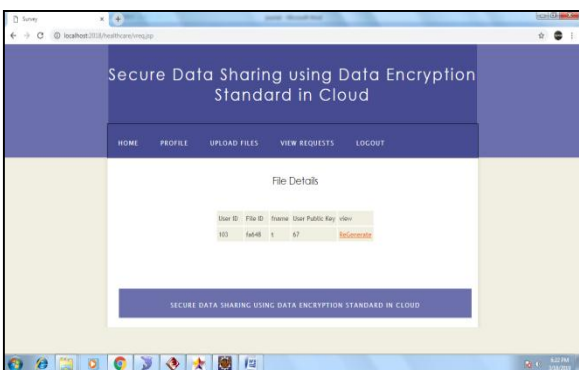 Survey
localhost:2018/healthcare/vreq.jsp
Secure Data Sharing using Data Encryption
Standard in Cloud
HOME PROFILE UPLOAD FILES VIEW REQUESTS LOGOUT
File Details
User ID File ID fname User Public Key view
103 t 67 ReGenerate
SECURE DATA SHARING USING DATA ENCRYPTION STANDARD IN CLOUD